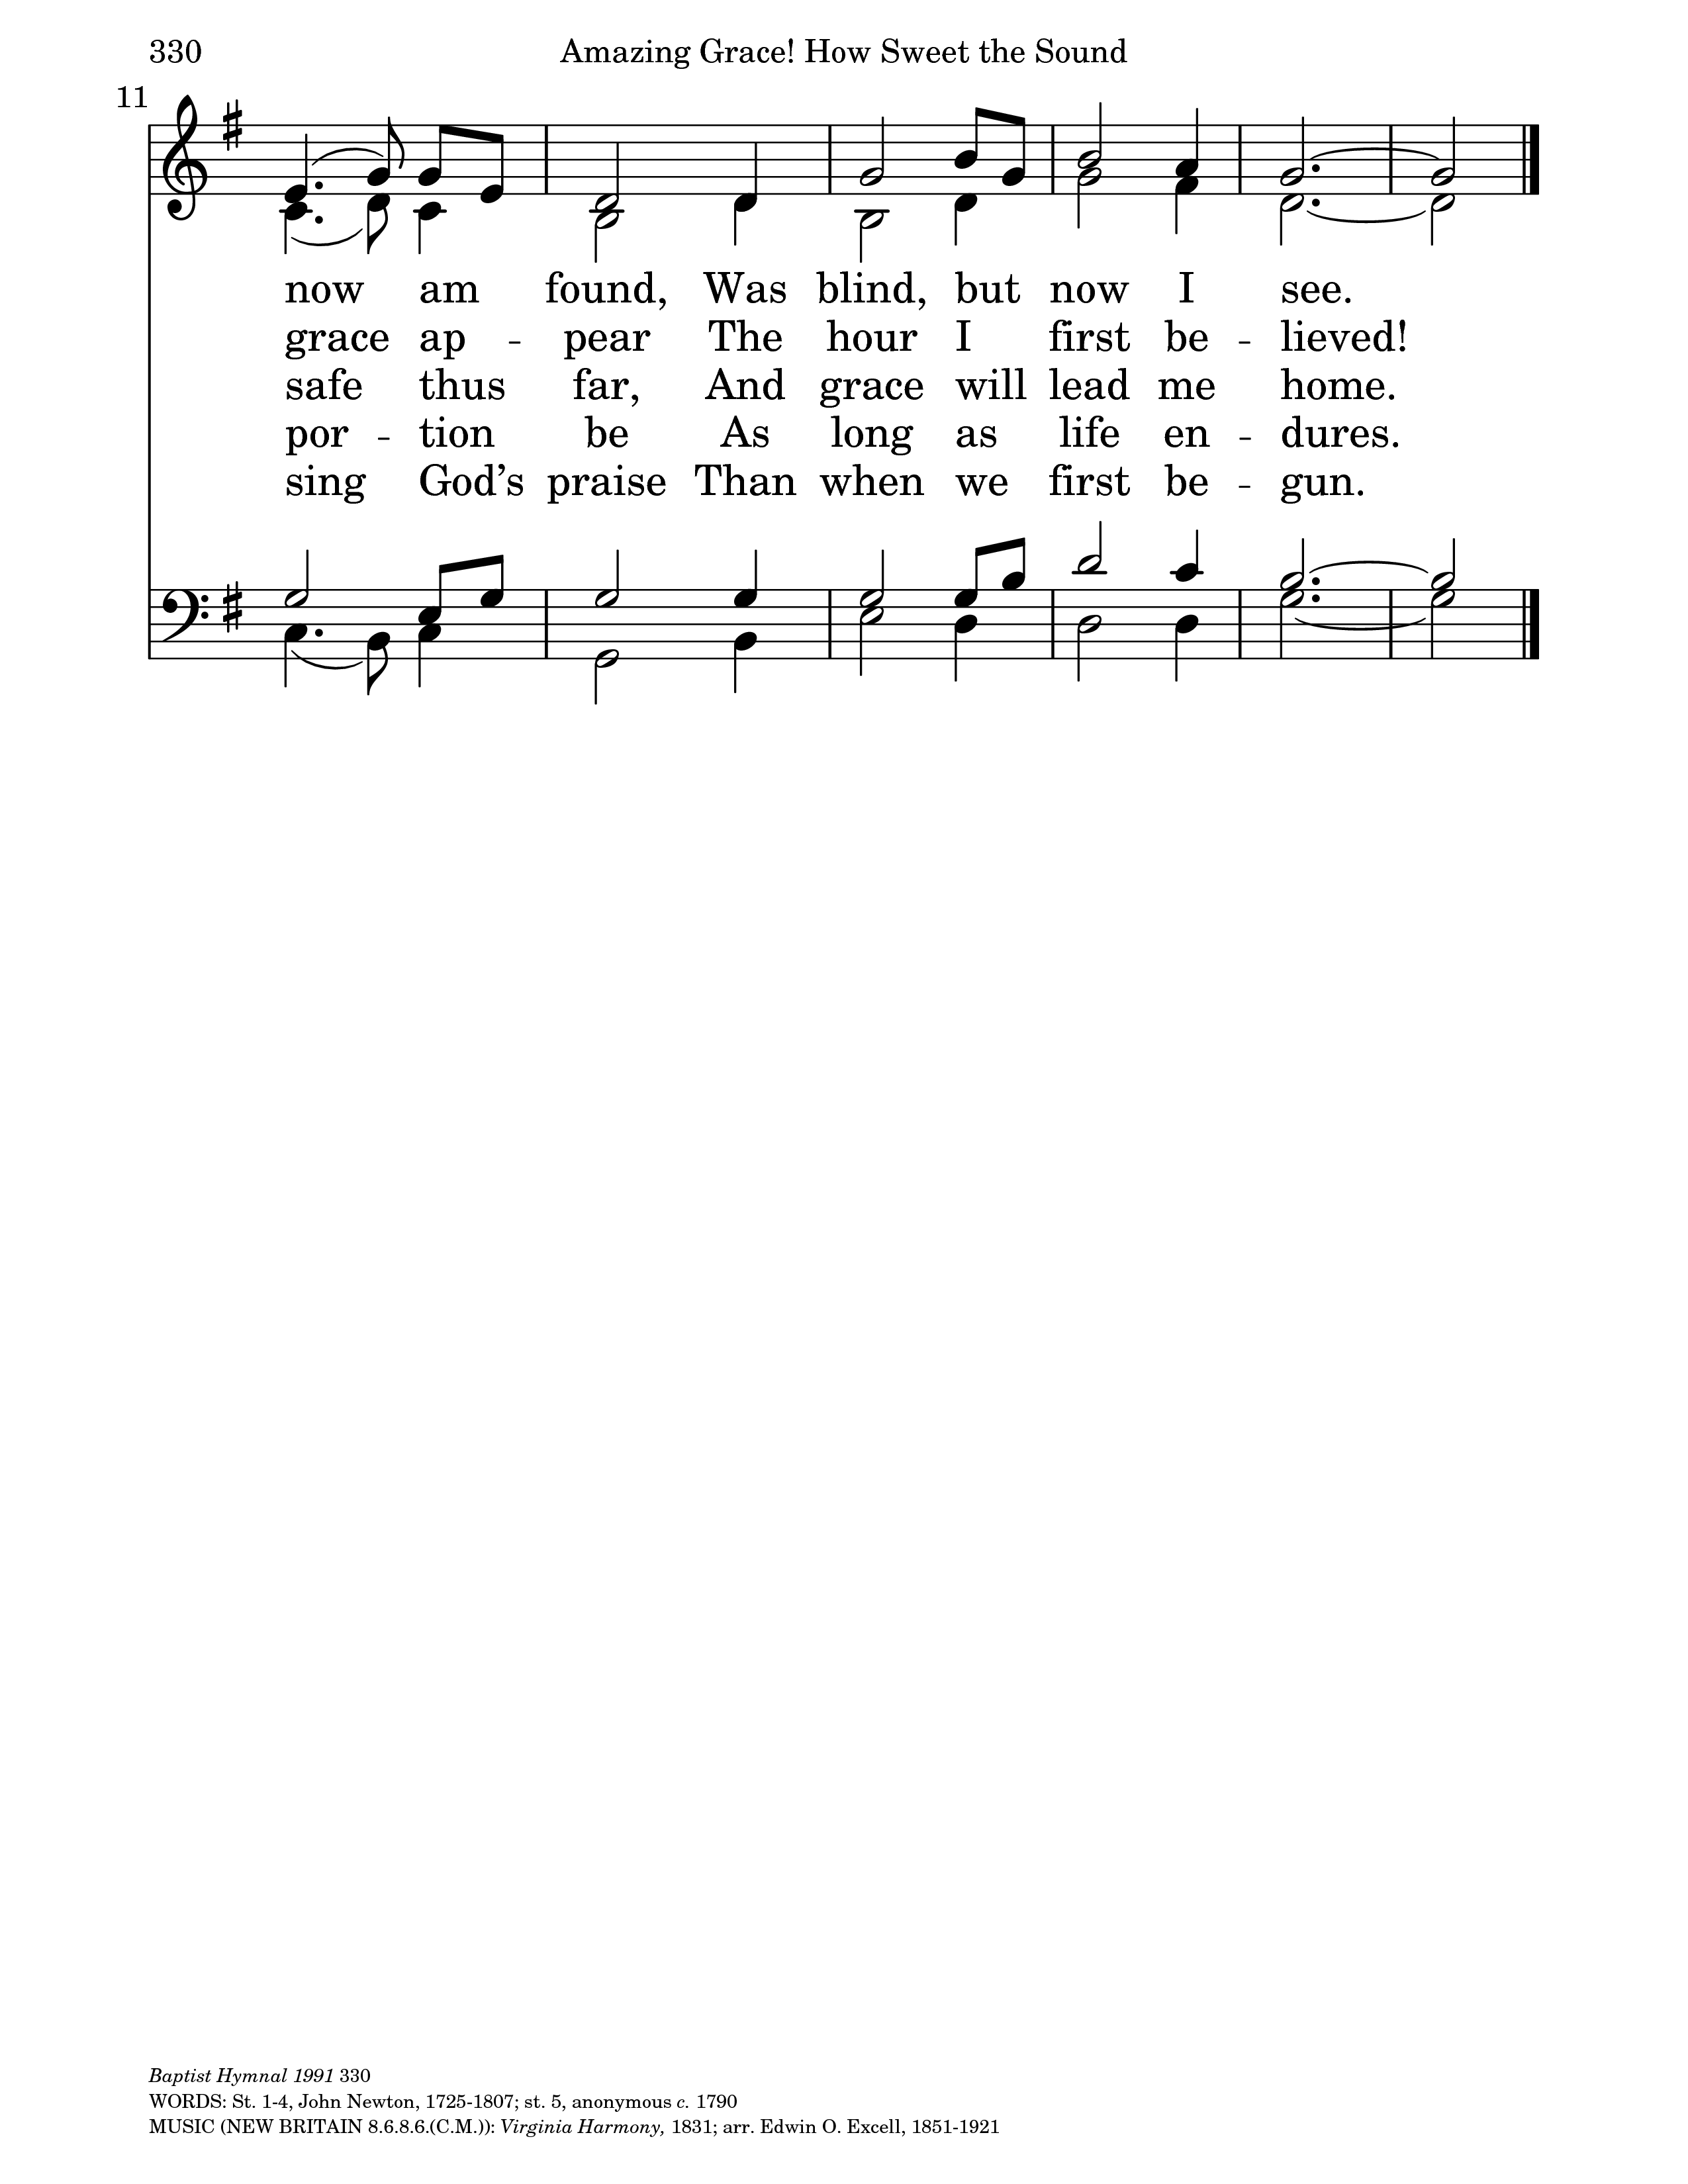 330 Amazing Grace! How Sweet the Sound
11
now am found, Was blind, but now I see.
grace ap - pear The hour I first be - lieved!
safe thus far, And grace will lead me home.
por - tion be As long as life en - dures.
sing God’s praise Than when we first be - gun.
Baptist Hymnal 1991 330
WORDS: St. 1-4, John Newton, 1725-1807; st. 5, anonymous c. 1790
MUSIC (NEW BRITAIN 8.6.8.6.(C.M.)): Virginia Harmony, 1831; arr. Edwin O. Excell, 1851-1921